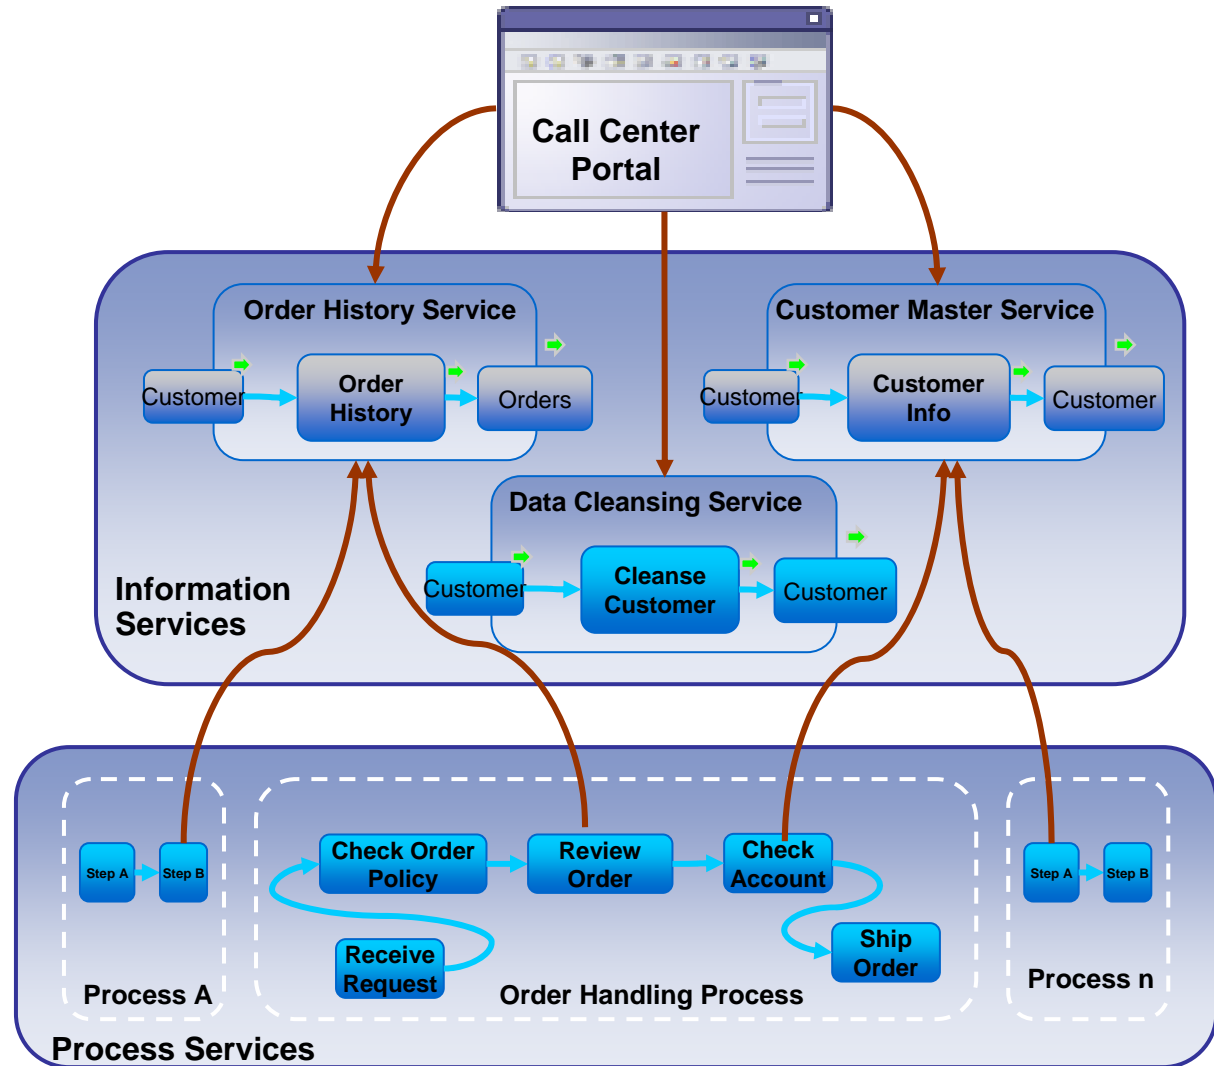 Call Center
Portal
Order History Service
Customer
Order
History
Orders
Customer Master Service
Customer
Customer
Info
Customer
Data Cleansing Service
Customer
Cleanse
Customer
Customer
Information
Services
Step A
Step B
Process A
Check Order
Policy
Review
Order
Check
Account
Receive
Request
Ship
Order
Order Handling Process
Step A
Step B
Process n
Process Services